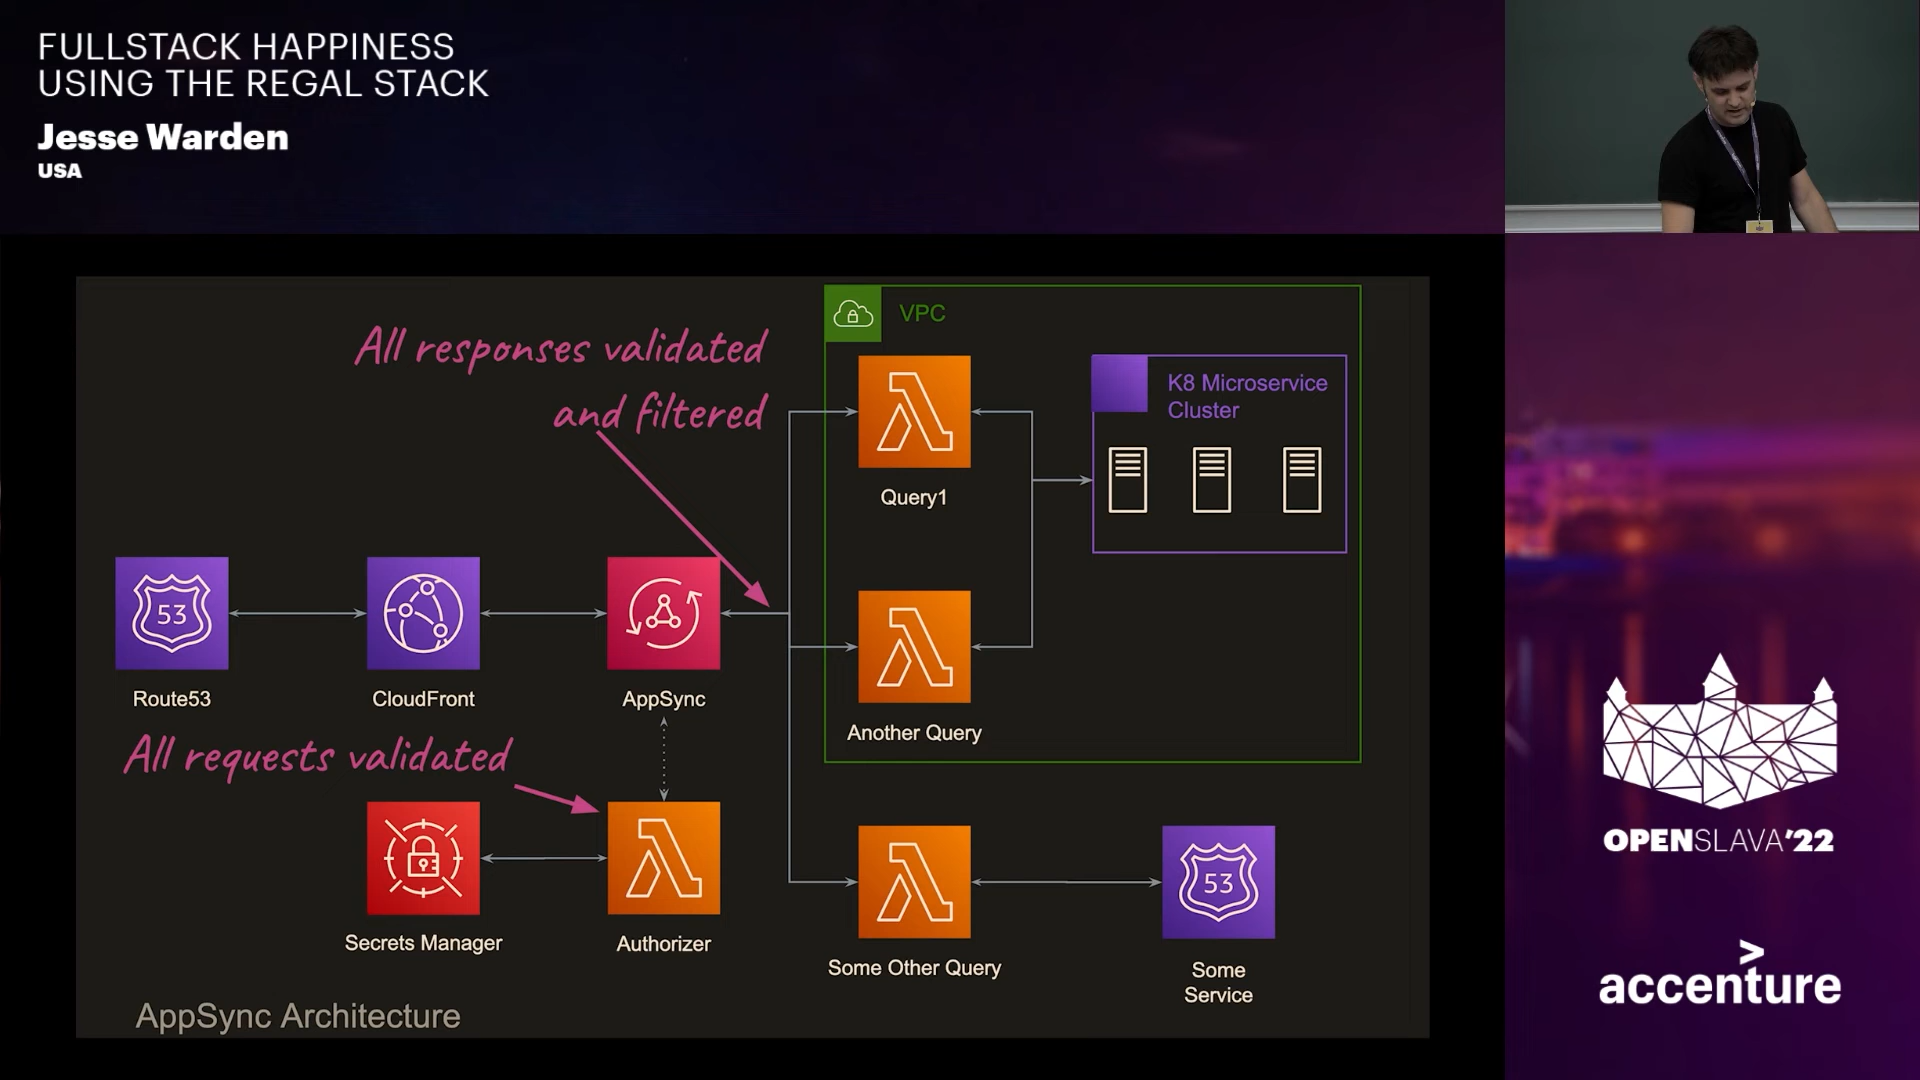 FULLSTACK HAPPINESS
USING THE REGAL STACK
Jesse Warden
USA
All responses validated
and filtered
VPC
K8 Microservice
Cluster
Query1
53
Route53
CloudFront
AppSync
Another Query
All requests validated
Secrets Manager
Authorizer
Some Other Query
53
Some
Service
AppSync Architecture
OPENSLAVA'22
accenture